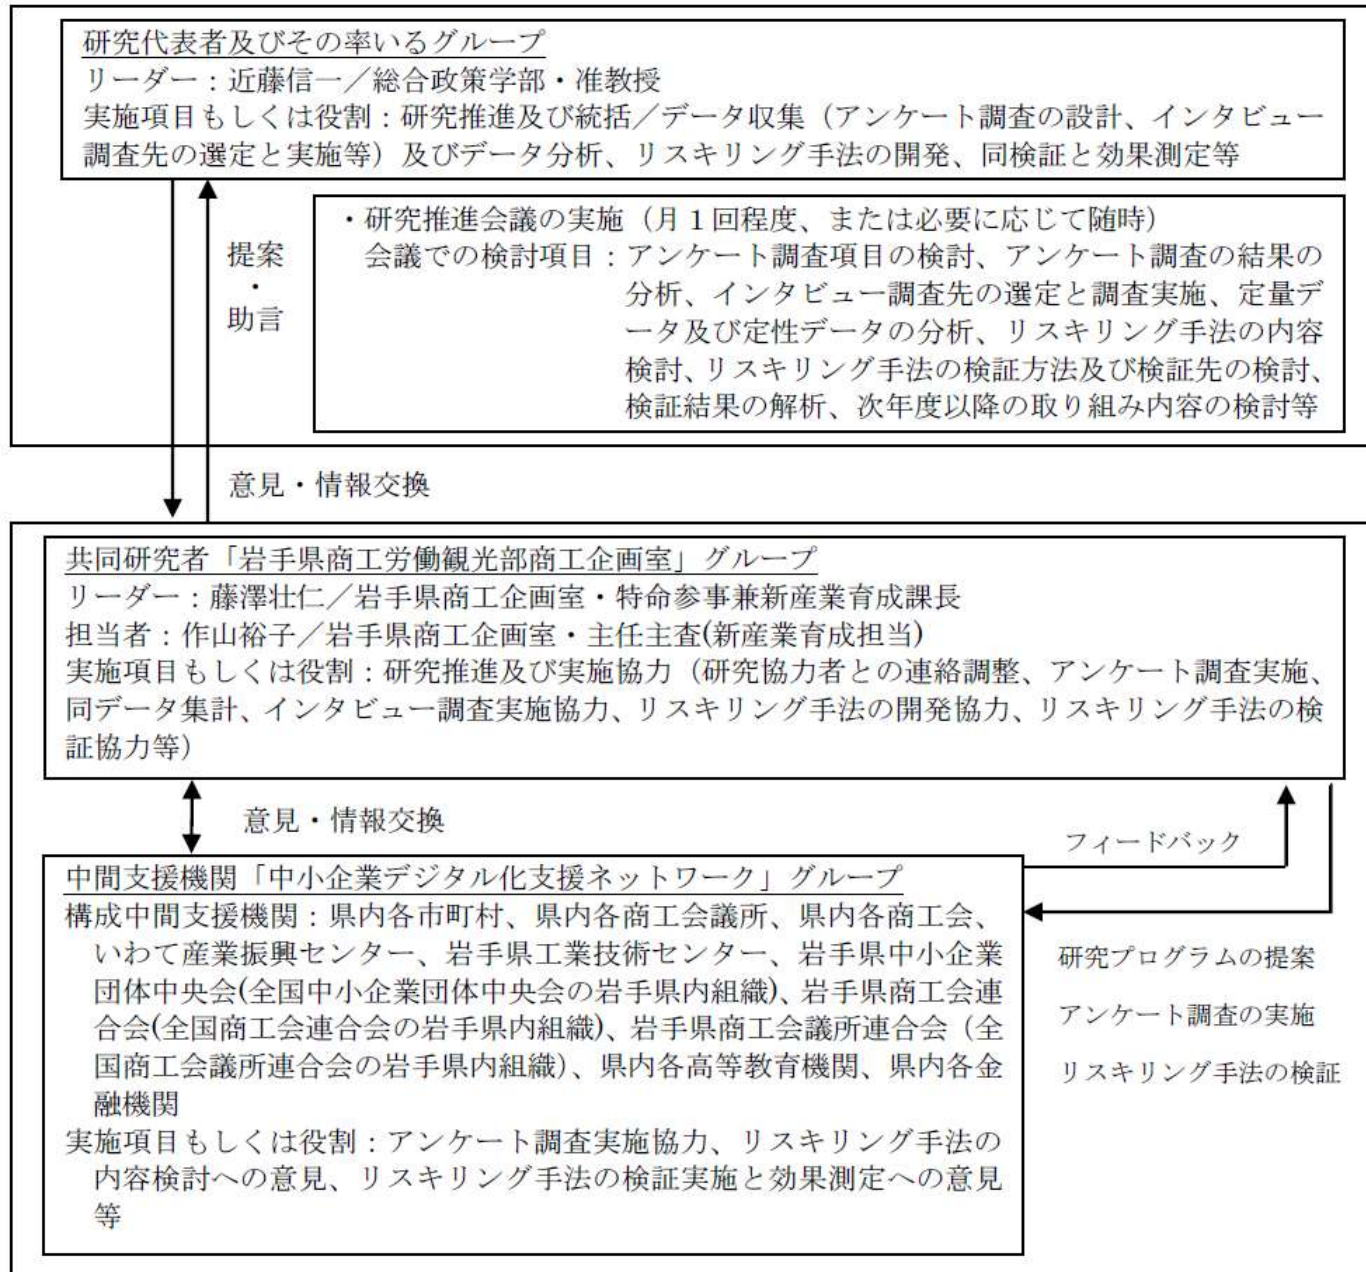 研究代表者及びその率いるグループ
リーダー：近藤信一／総合政策学部・准教授
実施項目もしくは役割：研究推進及び統括／データ収集（アンケート調査の設計、インタビュー
調査先の選定と実施等）及びデータ分析、リスキリング手法の開発、同検証と効果測定等
提案
・
助言
・研究推進会議の実施（月１回程度、または必要に応じて随時）
会議での検討項目：アンケート調査項目の検討、アンケート調査の結果の
分析、インタビュー調査先の選定と調査実施、定量デ
ータ及び定性データの分析、リスキリング手法の内容
検討、リスキリング手法の検証方法及び検証先の検討、
検証結果の解析、次年度以降の取り組み内容の検討等
意見・情報交換
共同研究者「岩手県商工労働観光部商工企画室」グループ
リーダー：藤澤壮仁／岩手県商工企画室・特命参事兼新産業育成課長
担当者：作山裕子／岩手県商工企画室・主任主査(新産業育成担当)
実施項目もしくは役割：研究推進及び実施協力（研究協力者との連絡調整、アンケート調査実施、
同データ集計、インタビュー調査実施協力、リスキリング手法の開発協力、リスキリング手法の検
証協力等）
意見・情報交換
フィードバック
中間支援機関「中小企業デジタル化支援ネットワーク」グループ
構成中間支援機関：県内各市町村、県内各商工会議所、県内各商工会、
いわて産業振興センター、岩手県工業技術センター、岩手県中小企業
団体中央会(全国中小企業団体中央会の岩手県内組織)、岩手県商工会連
合会(全国商工会連合会の岩手県内組織)、岩手県商工会議所連合会（全
国商工会議所連合会の岩手県内組織）、県内各高等教育機関、県内各金
融機関
実施項目もしくは役割：アンケート調査実施協力、リスキリング手法の
内容検討への意見、リスキリング手法の検証実施と効果測定への意見
等
研究プログラムの提案
アンケート調査の実施
リスキリング手法の検証